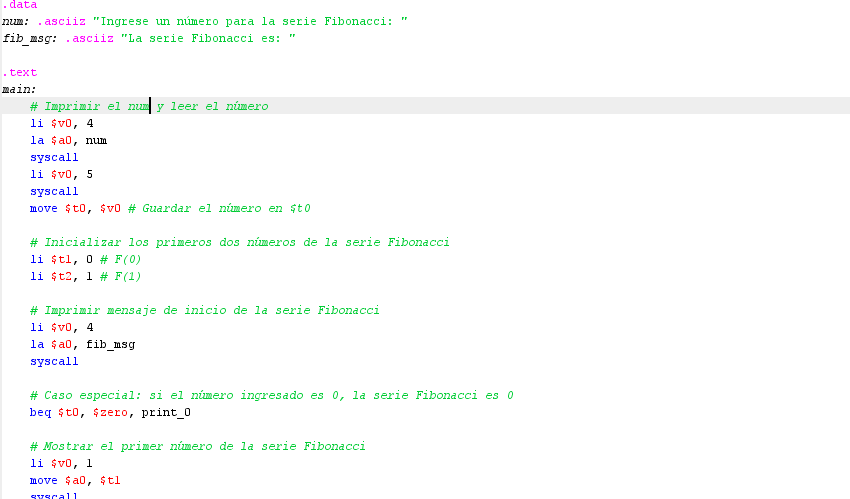 .data
num: .asciiz "Ingrese un número para la serie Fibonacci: "
fib_msg: .asciiz "La serie Fibonacci es: "
.text
main:
# Imprimir el num y leer el número
li $v0, 4
la $a0, num
syscall
li $v0, 5
syscall
move $t0, $v0 # Guardar el número en $t0
# Inicializar los primeros dos números de la serie Fibonacci
li $t1, 0 # F(0)
li $t2, 1 # F(1)
# Imprimir mensaje de inicio de la serie Fibonacci
li $v0, 4
la $a0, fib_msg
syscall
# Caso especial: si el número ingresado es 0, la serie Fibonacci es 0
beq $t0, $zero, print_0
# Mostrar el primer número de la serie Fibonacci
li $v0, 1
move $a0, $t1
syscall